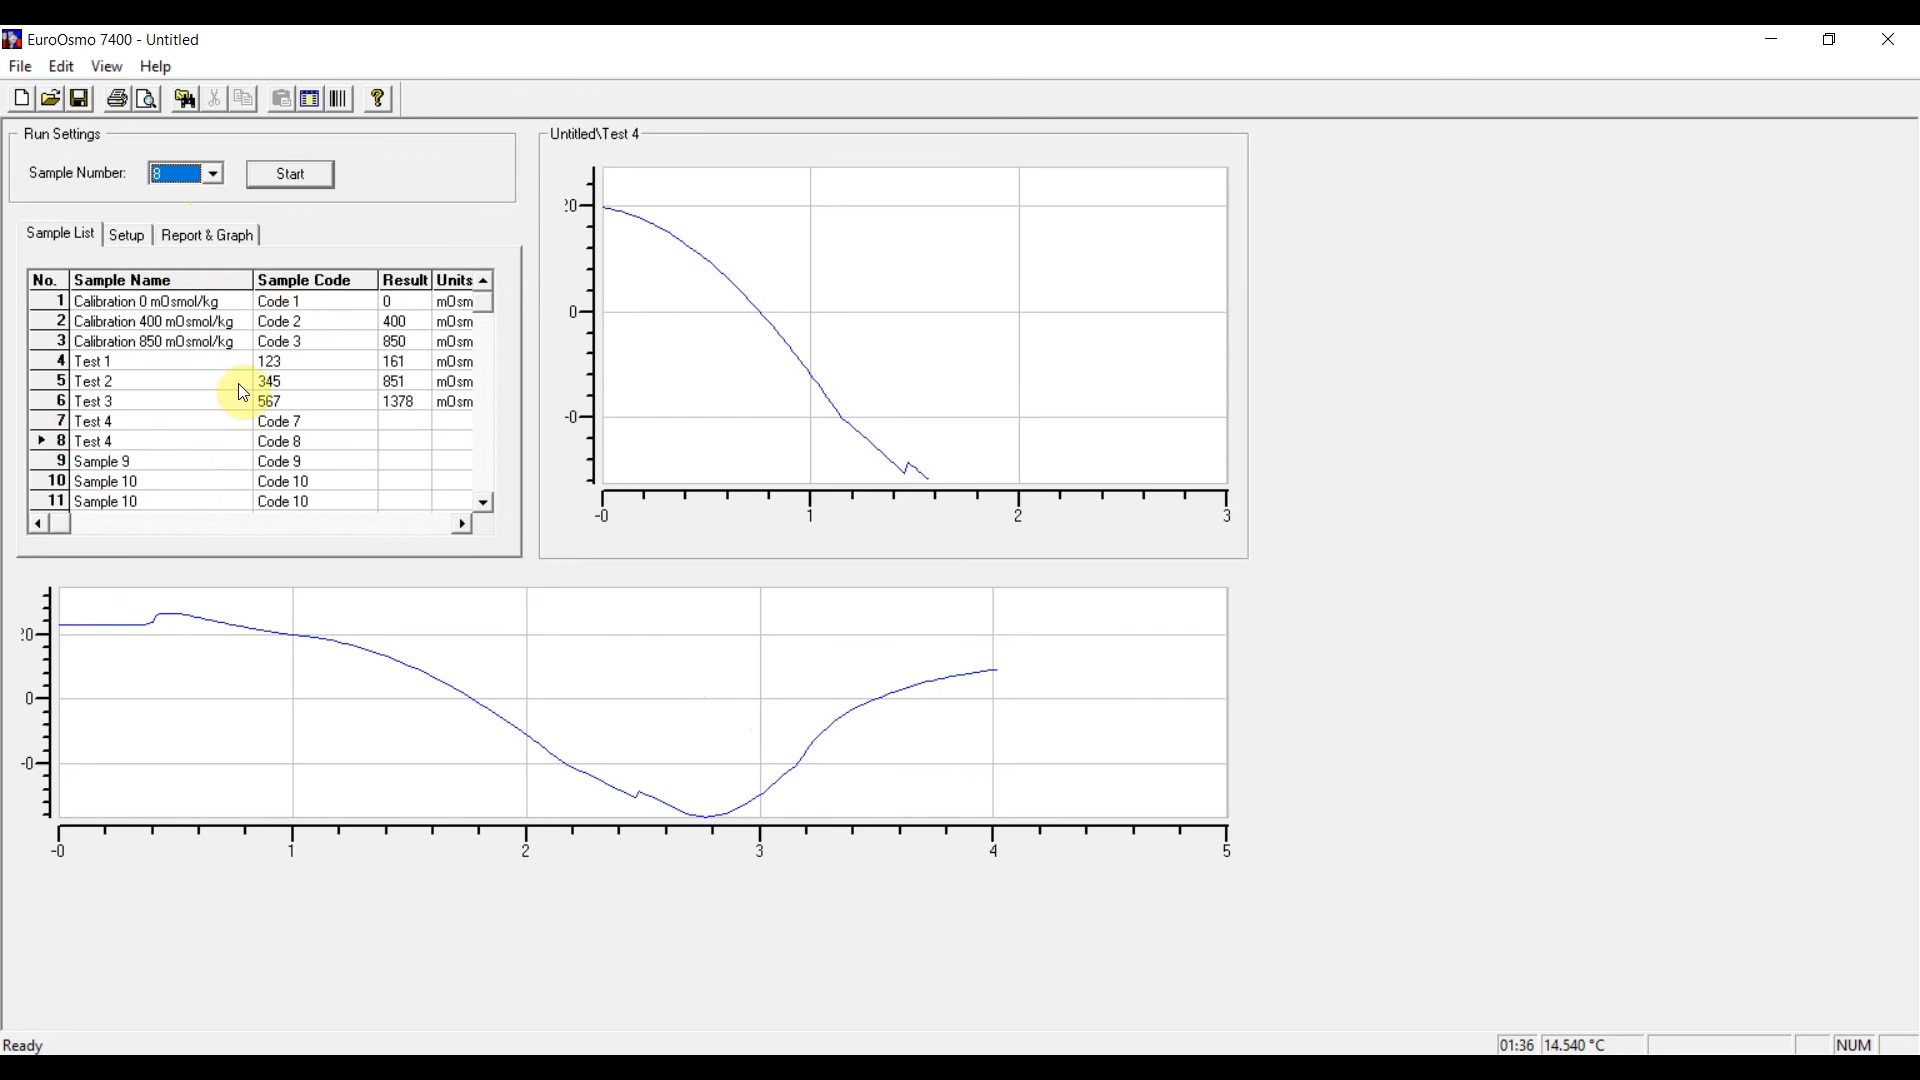 EuroOsmo 7400 - Untitled
File Edit View Help
Run Settings
Sample Number: 8 Start
Sample List Setup Report & Graph
No. Sample Name Sample Code Result Units
1 Calibration 0 mOsmol/kg Code 1 0 mOsm
2 Calibration 400 mOsmol/kg Code 2 400 mOsm
3 Calibration 850 mOsmol/kg Code 3 850 mOsm
4 Test 1 123 161 mOsm
5 Test 2 345 851 mOsm
6 Test 3 567 1378 mOsm
7 Test 4 Code 7
8 Test 4 Code 8
9 Sample 9 Code 9
10 Sample 10 Code 10
11 Sample 10 Code 10
Untitled\Test 4
20
0
-0
-0 1 2 3
20
0
-0
-0 1 2 3 4 5
Ready 01:36 14.540 °C NUM